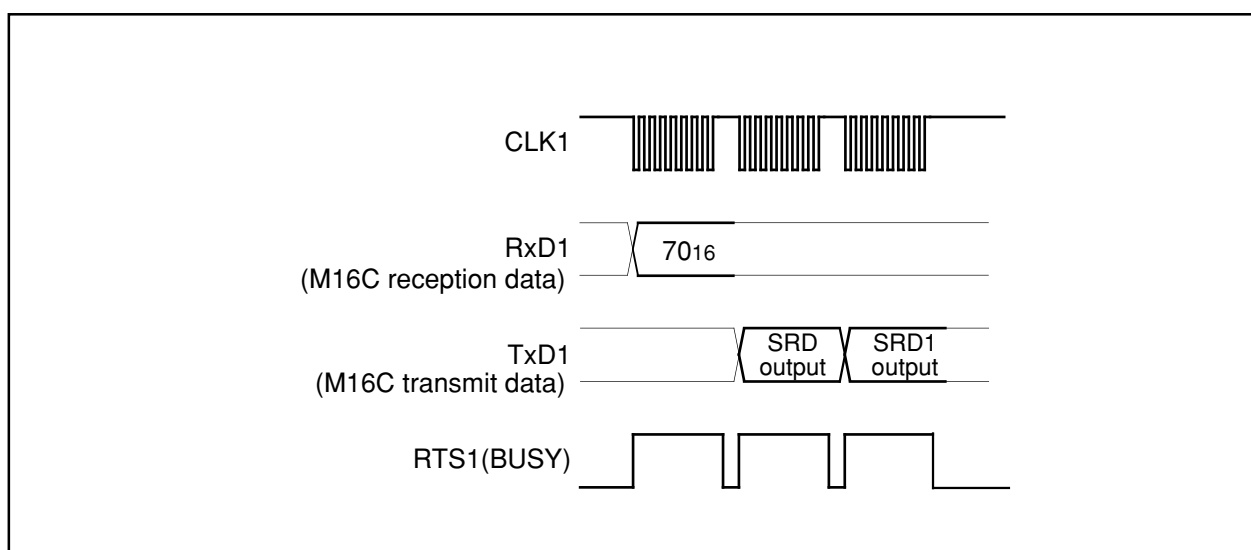 CLK1
RxD1
(M16C reception data)
7016
TxD1
(M16C transmit data)
SRD
output
SRD1
output
RTS1(BUSY)